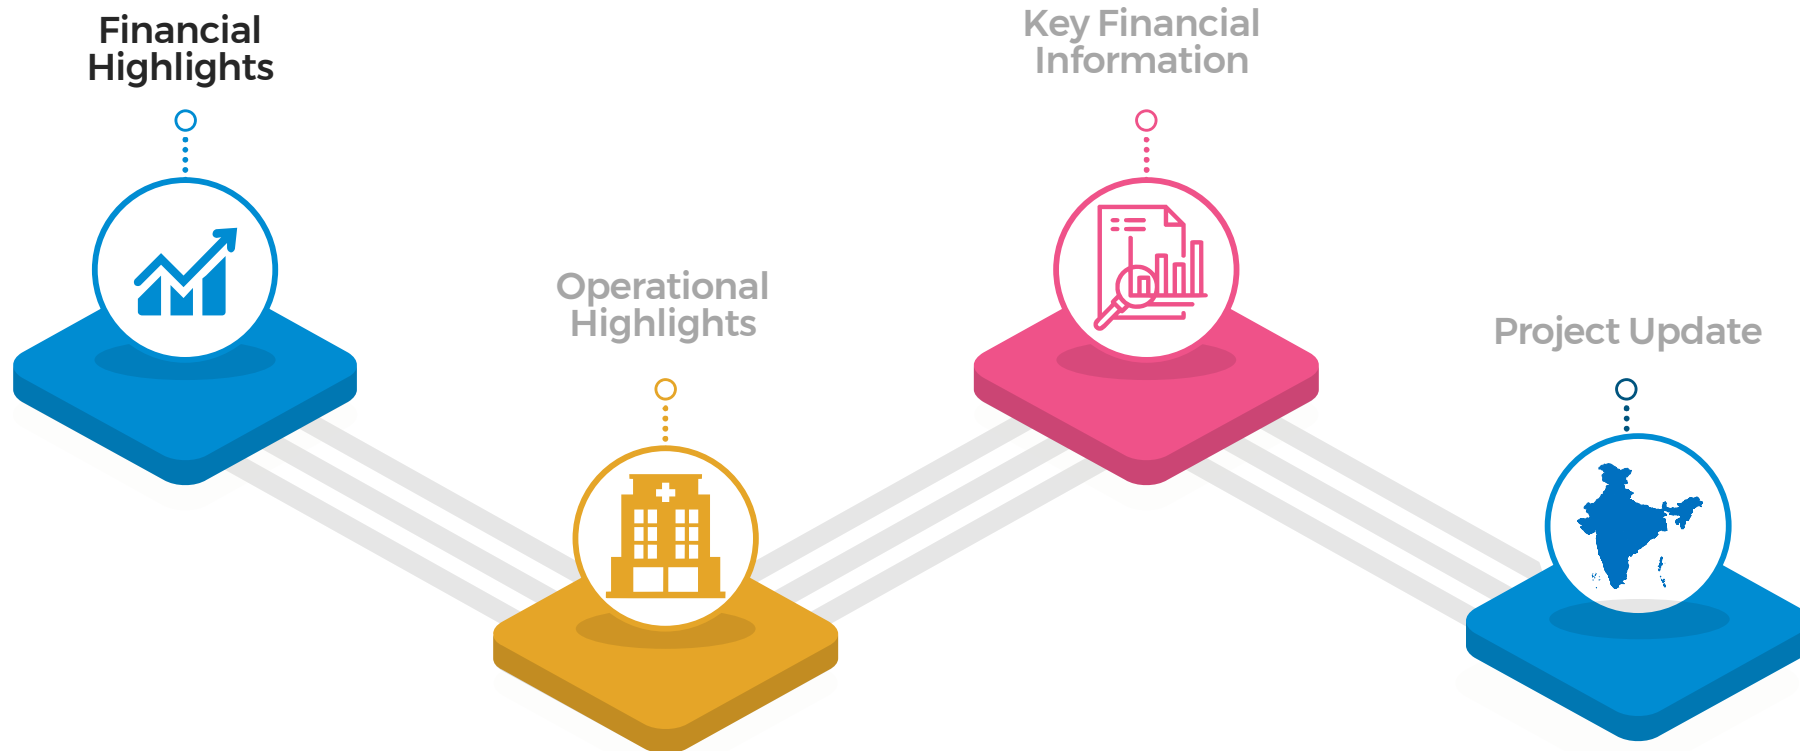 Financial
Highlights
Operational
Highlights
Key Financial
Information
Project Update